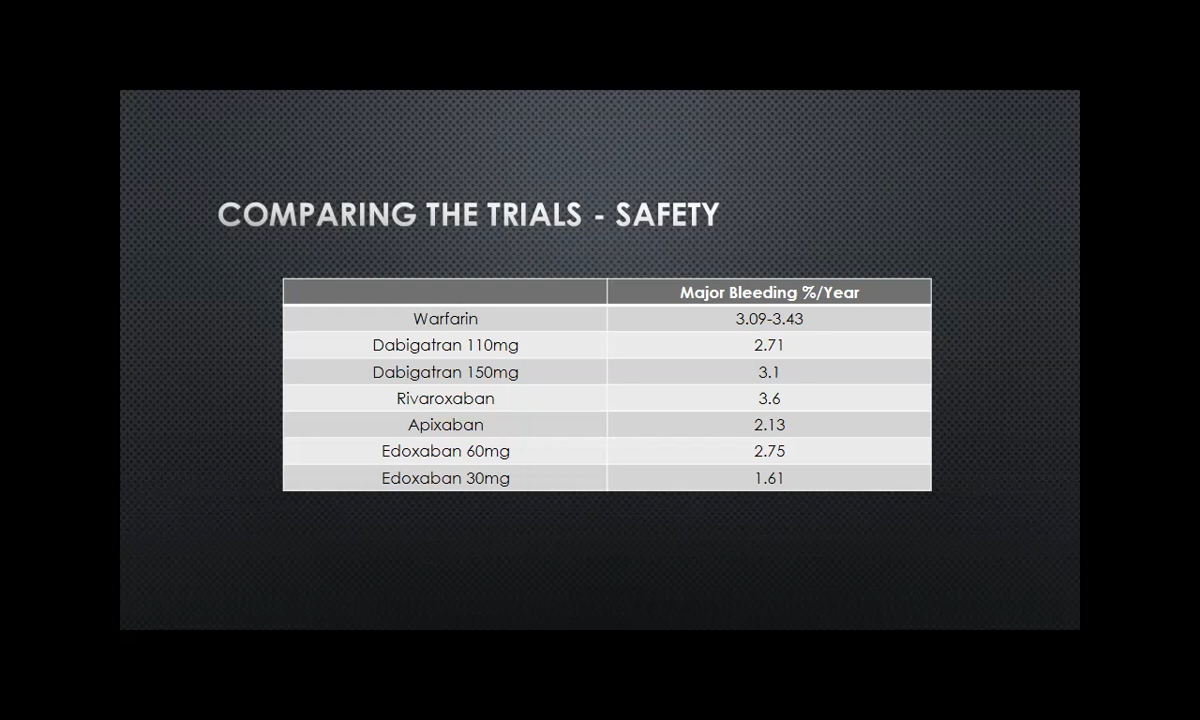 COMPARING THE TRIALS - SAFETY
Major Bleeding %/Year
Warfarin 3.09-3.43
Dabigatran 110mg 2.71
Dabigatran 150mg 3.1
Rivaroxaban 3.6
Apixaban 2.13
Edoxaban 60mg 2.75
Edoxaban 30mg 1.61